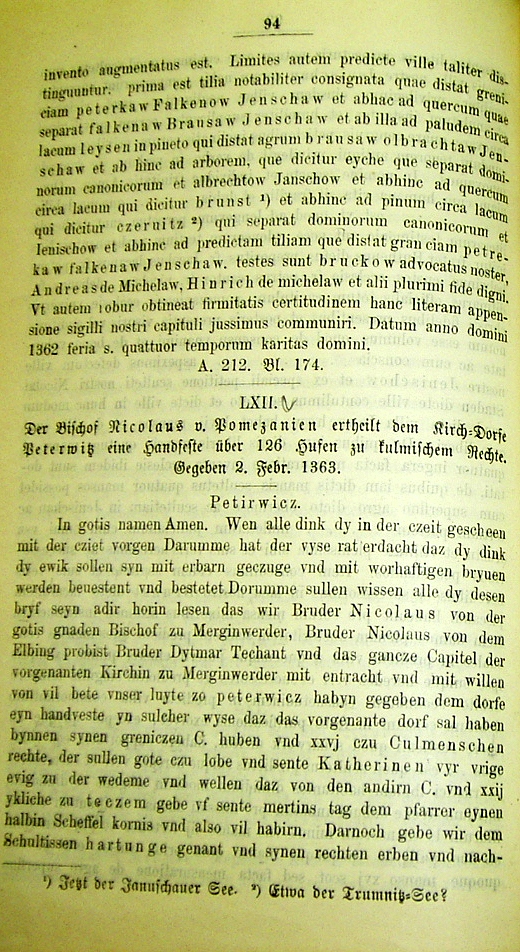 94
invento augmentatus est. Limites autem predicte ville taliter dis-
tinguuntur. prima est tilia notabiliter consignata quae distat greni-
ciam peterkaw Falkenow Jenschaw et abhac ad quercum quae
separat falkenaw Brausaw Jenschaw et ab illa ad paludem circa
lacum leysen in pineto qui distat agrum brausaw olbrachtaw Jen-
schaw et ab hinc ad arborem, que dicitur eyche que separat domi-
norum canonicorum et albrechtow Janschow et abhinc ad quercum
circa lacum qui dicitur brunst ¹) et abhinc ad pinum circa lacum
qui dicitur czeruitz ²) qui separat dominorum canonicorum et
Jenischow et abhinc ad predictam tiliam que distat gran ciam petre-
kaw falkenaw Jenschaw. testes sunt bruckow advocatus noster,
Andreas de Michelaw, Hinrich de michelaw et alii plurimi fide digni.
Vt autem robur obtineat firmitatis certitudinem hanc literam appen-
sione sigilli nostri capituli jussimus communiri. Datum anno domini
1362 feria s. quattuor temporum karitas domini.
A. 212. Bl. 174.
LXII.
Der Bischof Nicolaus v. Pomezanien ertheilt dem Kirch-Dorfe
Peterwitz eine Handfeste über 126 Hufen zu kulmischem Rechte.
Gegeben 2. Febr. 1363.
Petirwicz.
In gotis namen Amen. Wen alle dink dy in der czeit gescheen
mit der cziet vorgen Darumme hat der vyse rat erdacht daz dy dink
dy ewik sollen syn mit erbarn geczuge vnd mit worhaftigen bryuen
werden beuestent vnd bestetet Dorumme sullen wissen alle dy desen
bryf seyn adir horin lesen das wir Bruder Nicolaus von der
gotis gnaden Bischof zu Merginwerder, Bruder Nicolaus von dem
Elbing probist Bruder Dytmar Techant vnd das gancze Capitel der
vorgenanten Kirchin zu Merginwerder mit entracht vnd mit willen
von vil bete vnser luyte zo peterwicz habyn gegeben dem dorfe
eyn handveste yn sulcher wyse daz das vorgenante dorf sal haben
bynnen synen greniczen C. huben vnd xxvj czu Culmenschen
rechte, der sullen gote czu lobe vnd sente Katherinen vyr vrige
evig zu der wedeme vnd wellen daz von den andirn C. vnd xxij
ykliche zu teczem gebe vf sente mertins tag dem pfarrer eynen
halbin Scheffel kornis vnd also vil habirn. Darnoch gebe wir dem
Schultissen hartunge genant vnd synen rechten erben vnd nach-
¹) Jetzt der Januschauer See. ²) Etwa der Trumnitz-See?